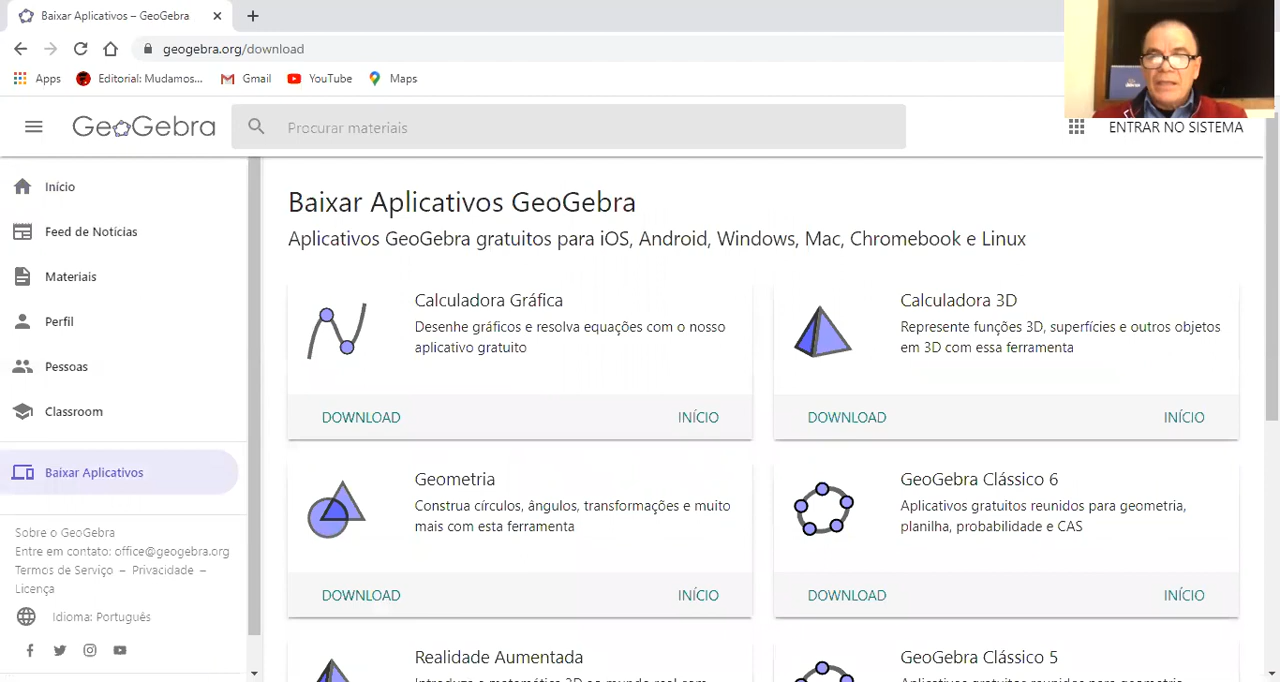 Baixar Aplicativos – GeoGebra
geogebra.org/download
Apps
Editorial: Mudamos...
Gmail
YouTube
Maps
GeoGebra
Procurar materiais
ENTRAR NO SISTEMA
Início
Feed de Notícias
Materiais
Perfil
Pessoas
Classroom
Baixar Aplicativos
Sobre o GeoGebra
Entre em contato: office@geogebra.org
Termos de Serviço – Privacidade –
Licença
Idioma: Português
Baixar Aplicativos GeoGebra
Aplicativos GeoGebra gratuitos para iOS, Android, Windows, Mac, Chromebook e Linux
Calculadora Gráfica
Desenhe gráficos e resolva equações com o nosso
aplicativo gratuito
DOWNLOAD INÍCIO
Calculadora 3D
Represente funções 3D, superfícies e outros objetos
em 3D com essa ferramenta
DOWNLOAD INÍCIO
Geometria
Construa círculos, ângulos, transformações e muito
mais com esta ferramenta
DOWNLOAD INÍCIO
GeoGebra Clássico 6
Aplicativos gratuitos reunidos para geometria,
planilha, probabilidade e CAS
DOWNLOAD INÍCIO
Realidade Aumentada
GeoGebra Clássico 5